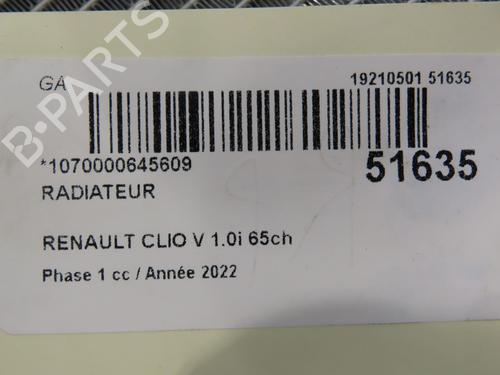 GA 19210501 51635
*1070000645609 51635
RADIATEUR
RENAULT CLIO V 1.0i 65ch
Phase 1 cc / Année 2022
B-PARTS